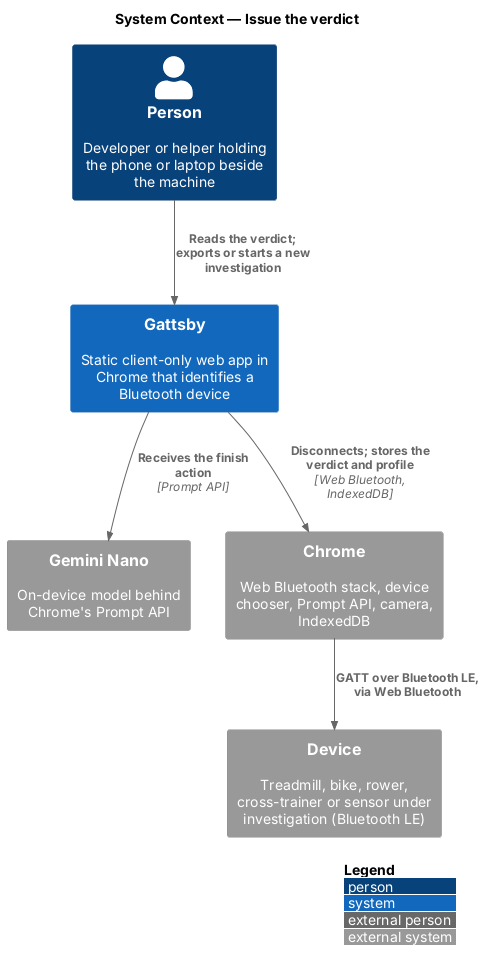 System Context — Issue the verdict
Person
Developer or helper holding
the phone or laptop beside
the machine
Reads the verdict;
exports or starts a new
investigation
Gattsby
Static client-only web app in
Chrome that identifies a
Bluetooth device
Receives the finish
action
[Prompt API]
Disconnects; stores the
verdict and profile
[Web Bluetooth,
IndexedDB]
Gemini Nano
On-device model behind
Chrome's Prompt API
Chrome
Web Bluetooth stack, device
chooser, Prompt API, camera,
IndexedDB
GATT over Bluetooth LE,
via Web Bluetooth
Device
Treadmill, bike, rower,
cross-trainer or sensor under
investigation (Bluetooth LE)
Legend
person
system
external person
external system